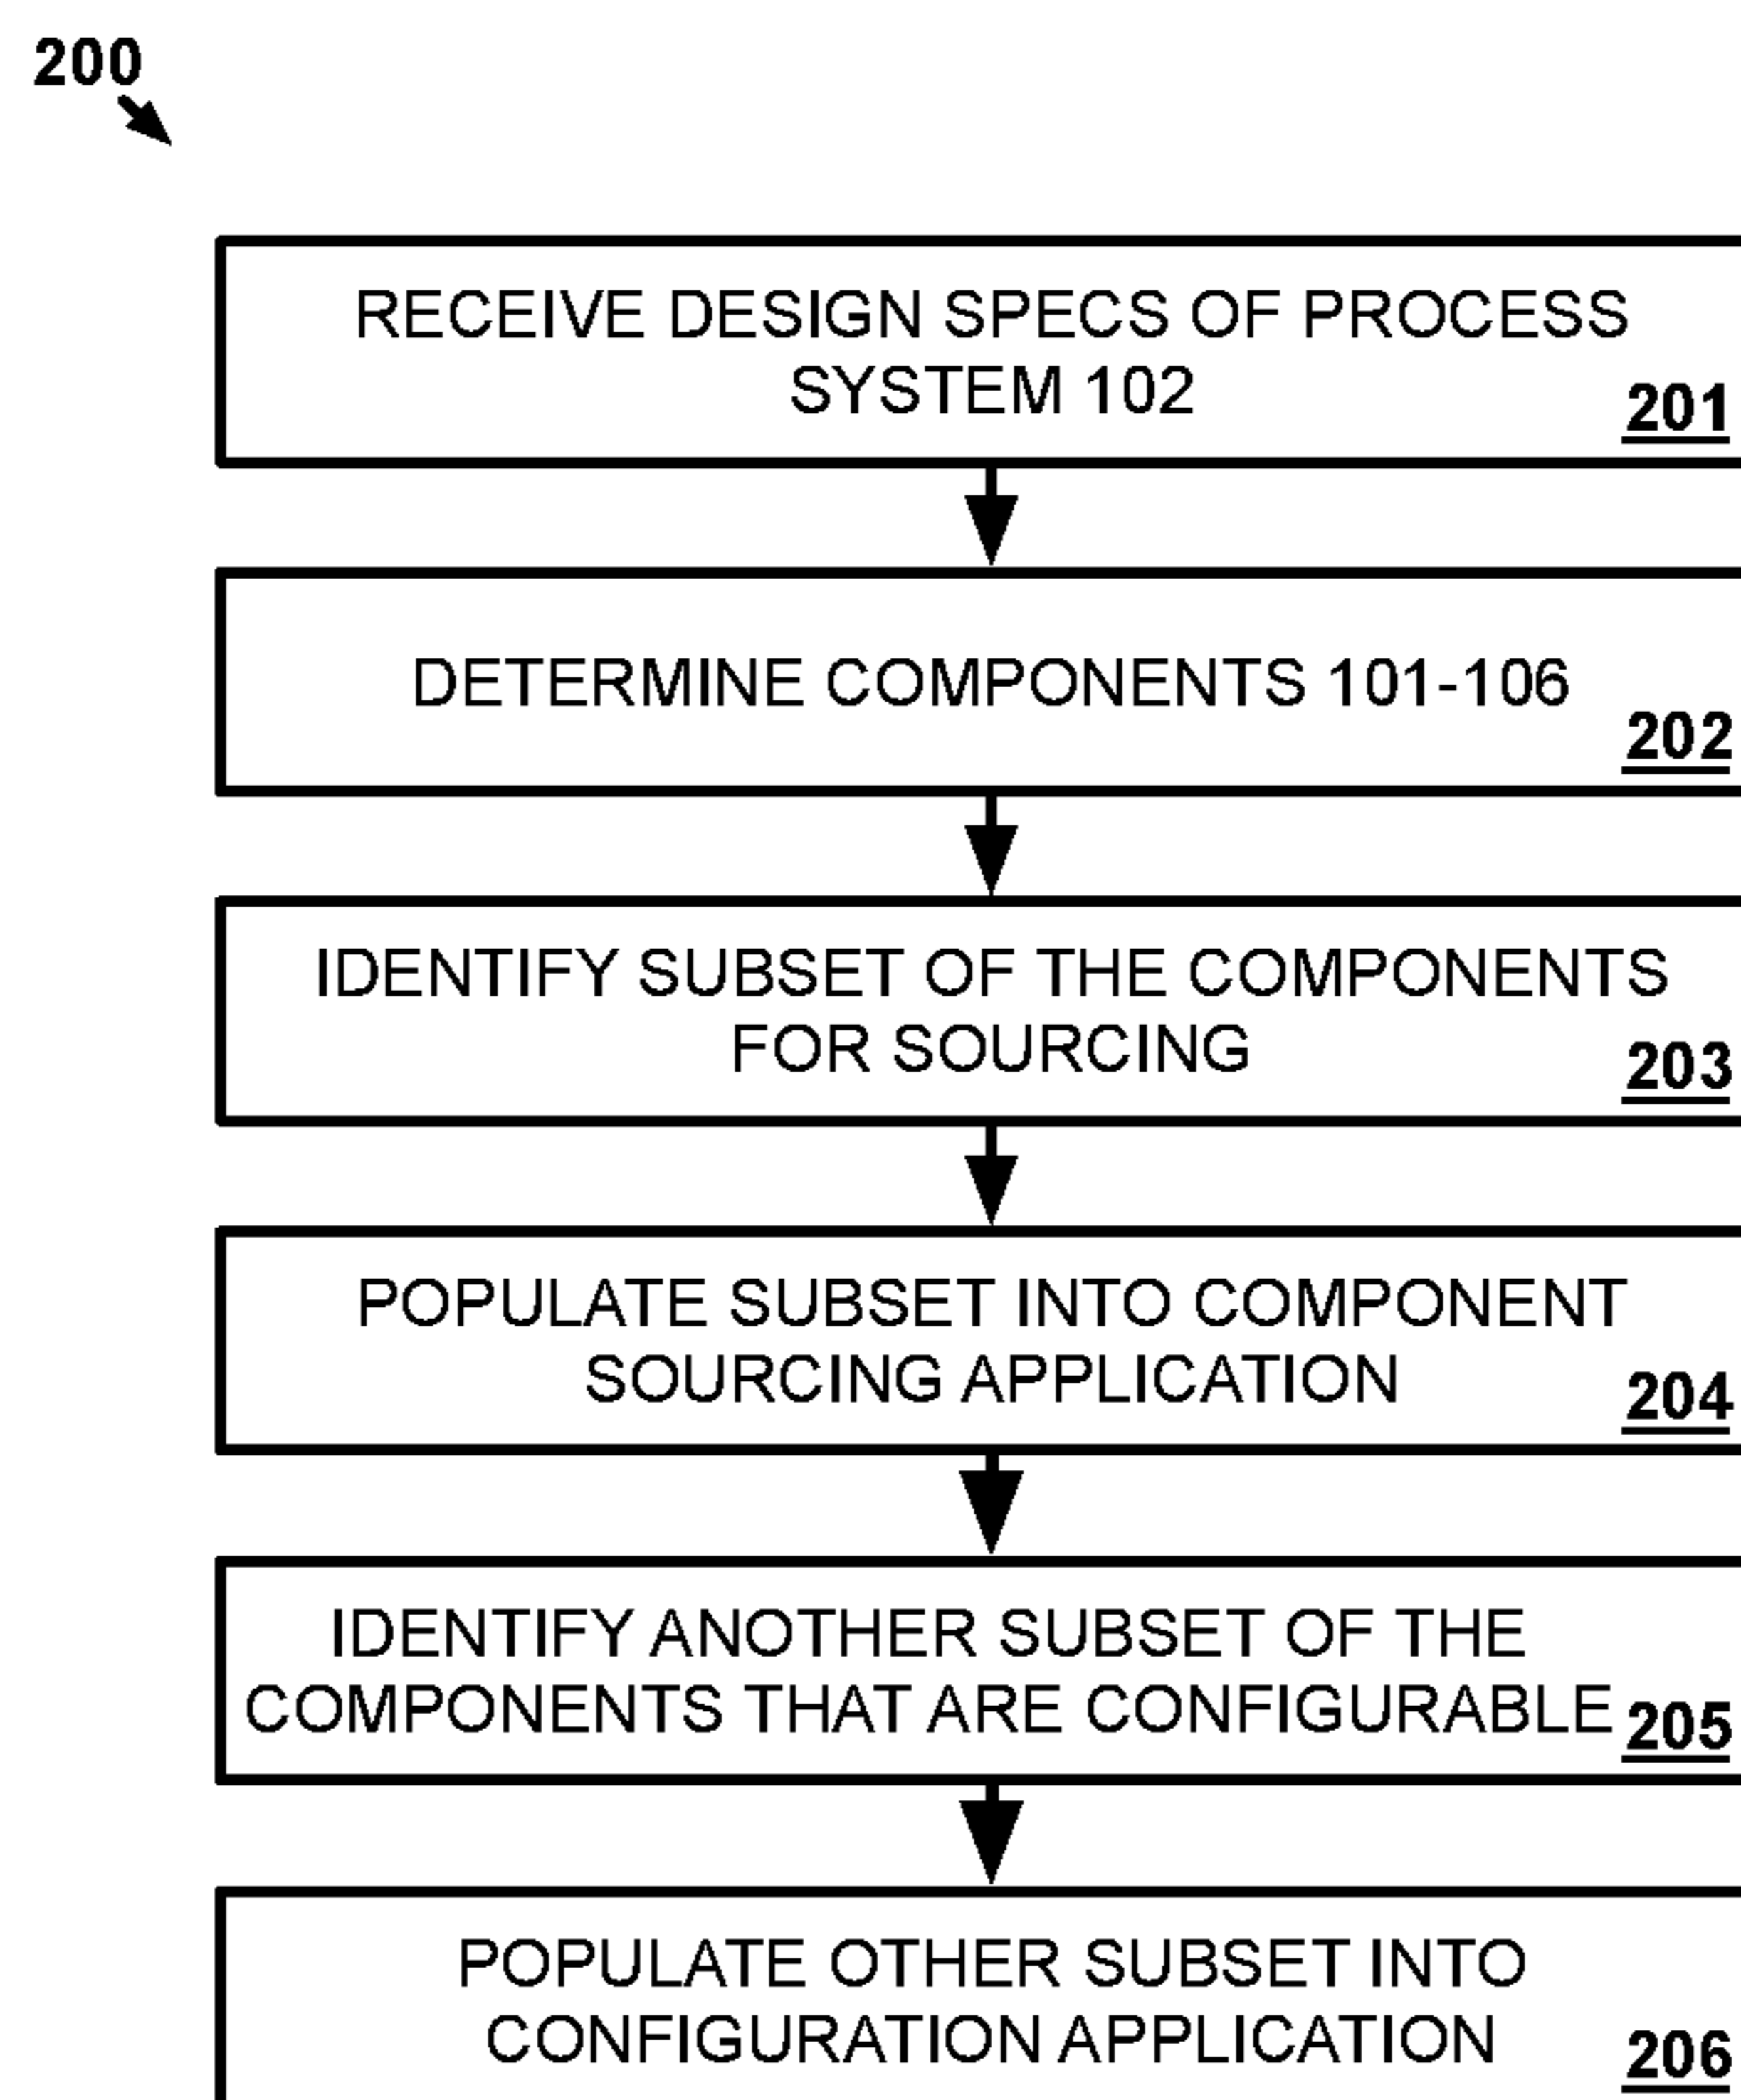 200
RECEIVE DESIGN SPECS OF PROCESS
SYSTEM 102
201
DETERMINE COMPONENTS 101-106
202
IDENTIFY SUBSET OF THE COMPONENTS
FOR SOURCING
203
POPULATE SUBSET INTO COMPONENT
SOURCING APPLICATION
204
IDENTIFY ANOTHER SUBSET OF THE
COMPONENTS THAT ARE CONFIGURABLE
205
POPULATE OTHER SUBSET INTO
CONFIGURATION APPLICATION
206